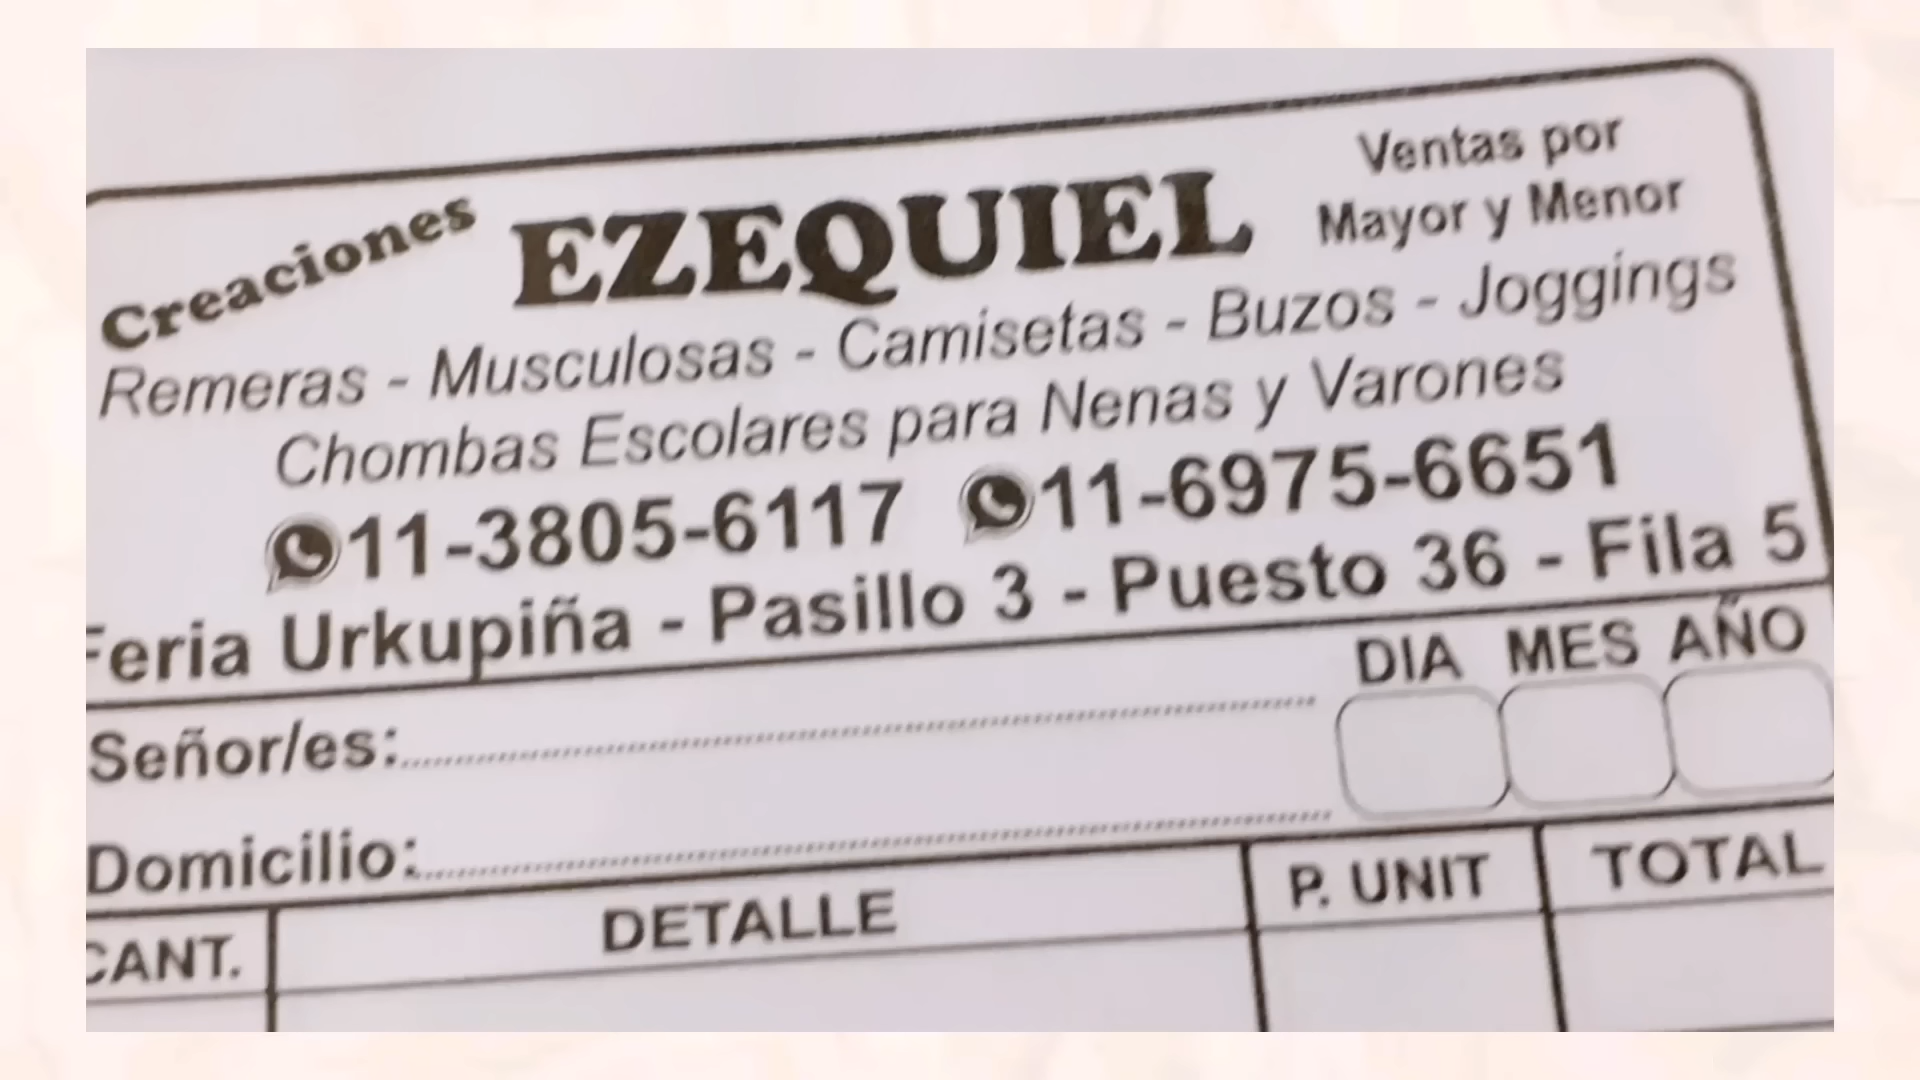 Creaciones EZEQUIEL
Ventas por
Mayor y Menor
Remeras - Musculosas - Camisetas - Buzos - Joggings
Chombas Escolares para Nenas y Varones
11-3805-6117 11-6975-6651
Feria Urkupiña - Pasillo 3 - Puesto 36 - Fila 5
DIA MES AÑO
Señor/es:
Domicilio:
CANT. DETALLE P. UNIT TOTAL